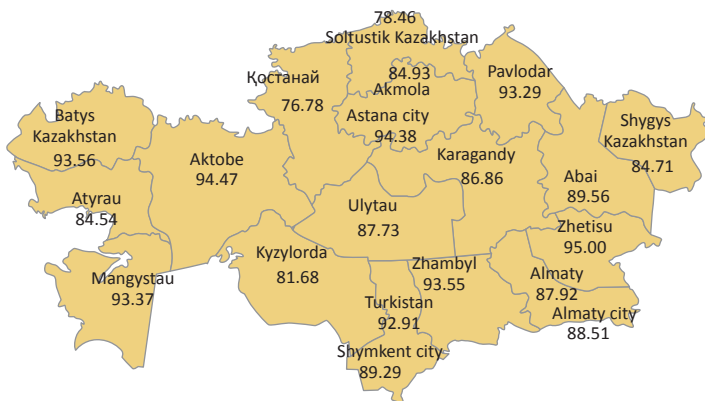 78.46
Soltustik Kazakhstan
Қостанай
76.78
84.93
Akmola
Pavlodar
93.29
Astana city
94.38
Batys
Kazakhstan
93.56
Shygys
Kazakhstan
84.71
Aktobe
94.47
Karagandy
86.86
Abai
89.56
Atyrau
84.54
Ulytau
87.73
Zhetisu
95.00
Mangystau
93.37
Kyzylorda
81.68
Zhambyl
93.55
Almaty
87.92
Turkistan
92.91
Almaty city
88.51
Shymkent city
89.29